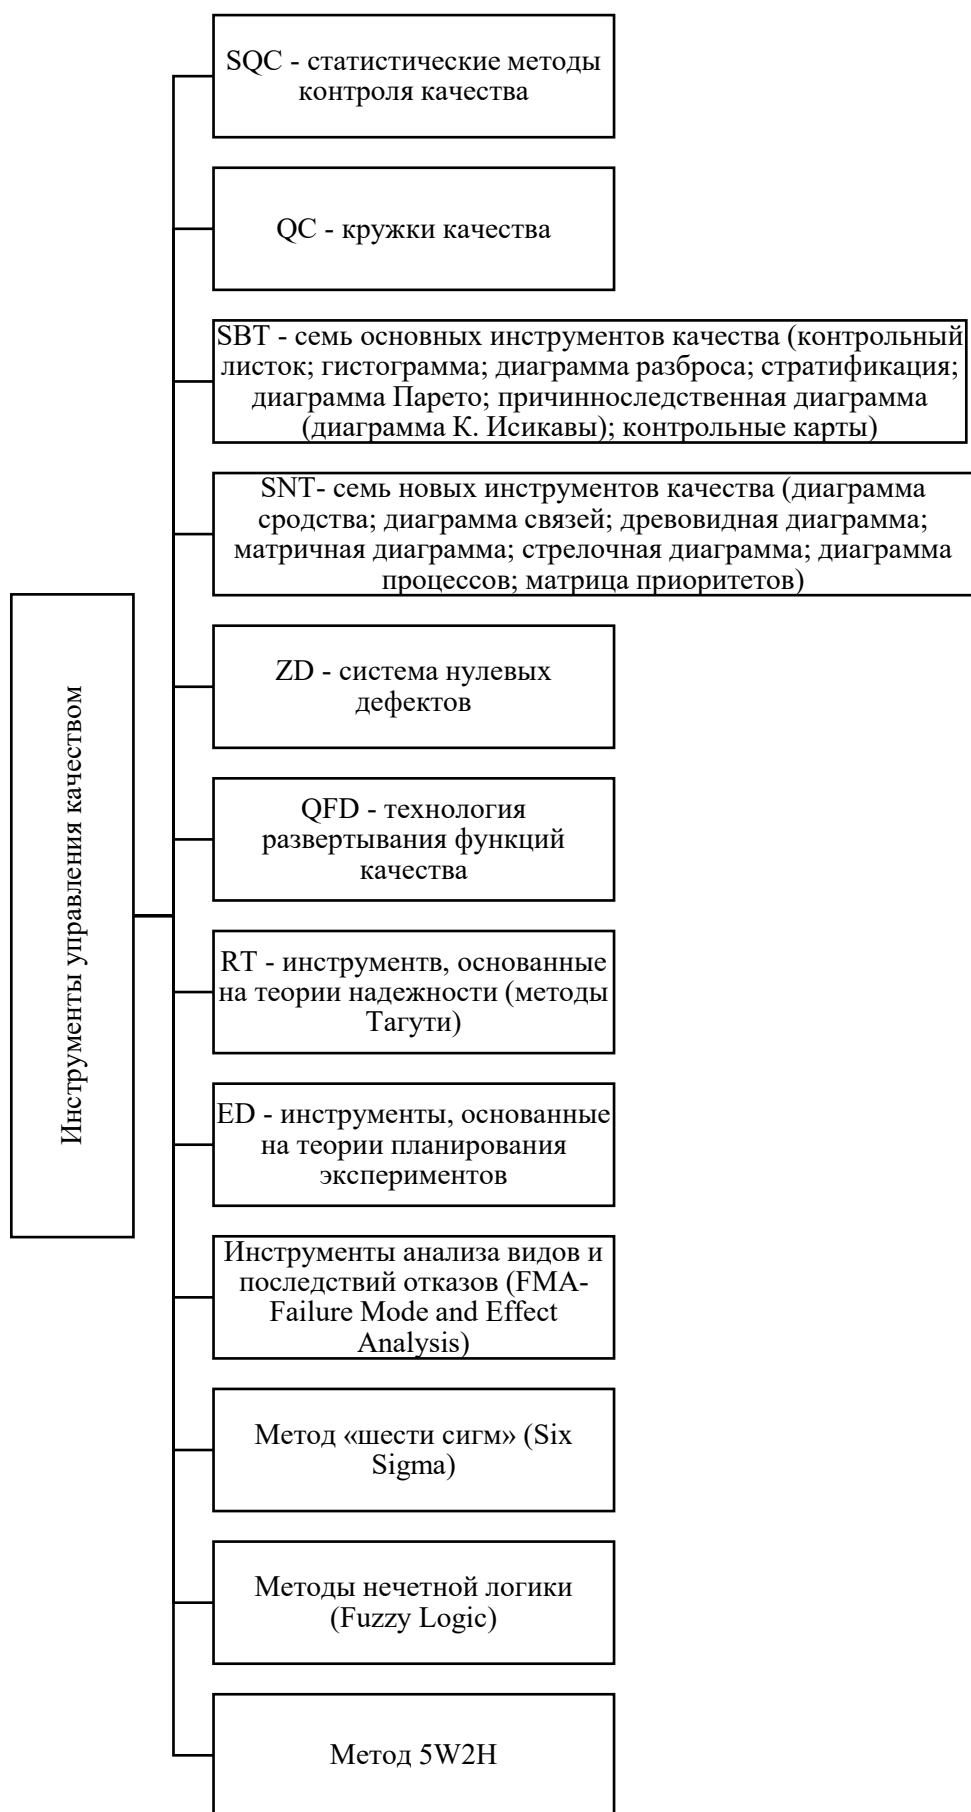 SQC - статистические методы
контроля качества
QC - кружки качества
SBT - семь основных инструментов качества (контрольный
листок; гистограмма; диаграмма разброса; стратификация;
диаграмма Парето; причинноследственная диаграмма
(диаграмма К. Исикавы); контрольные карты)
SNT- семь новых инструментов качества (диаграмма
сродства; диаграмма связей; древовидная диаграмма;
матричная диаграмма; стрелочная диаграмма; диаграмма
процессов; матрица приоритетов)
Инструменты управления качеством
ZD - система нулевых
дефектов
QFD - технология
развертывания функций
качества
RT - инструментв, основанные
на теории надежности (методы
Тагути)
ED - инструменты, основанные
на теории планирования
экспериментов
Инструменты анализа видов и
последствий отказов (FMA-
Failure Mode and Effect
Analysis)
Метод «шести сигм» (Six
Sigma)
Методы нечетной логики
(Fuzzy Logic)
Метод 5W2H